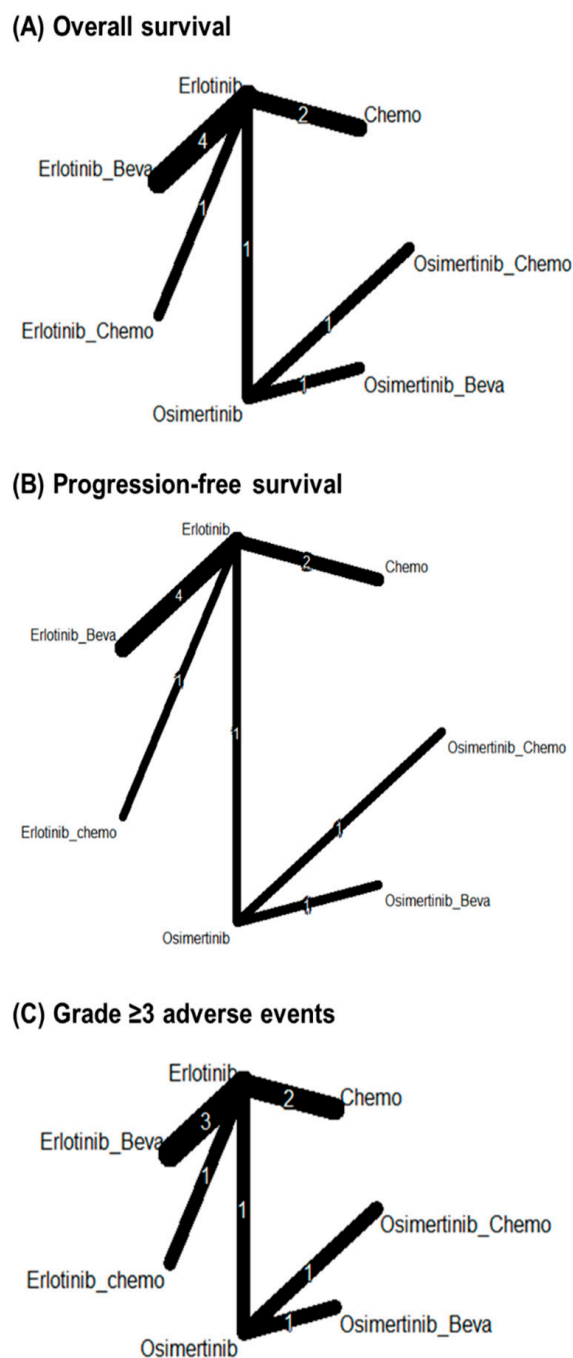 (A) Overall survival
Erlotinib
2
Chemo
4
Erlotinib_Beva
1
1
Osimertinib_Chemo
Erlotinib_Chemo
1
1
Osimertinib_Beva
Osimertinib
(B) Progression-free survival
Erlotinib
2
Chemo
4
Erlotinib_Beva
1
1
Osimertinib_Chemo
Erlotinib_chemo
1
1
Osimertinib_Beva
Osimertinib
(C) Grade ≥3 adverse events
Erlotinib
2
Chemo
3
Erlotinib_Beva
1
1
Osimertinib_Chemo
Erlotinib_chemo
1
1
Osimertinib_Beva
Osimertinib